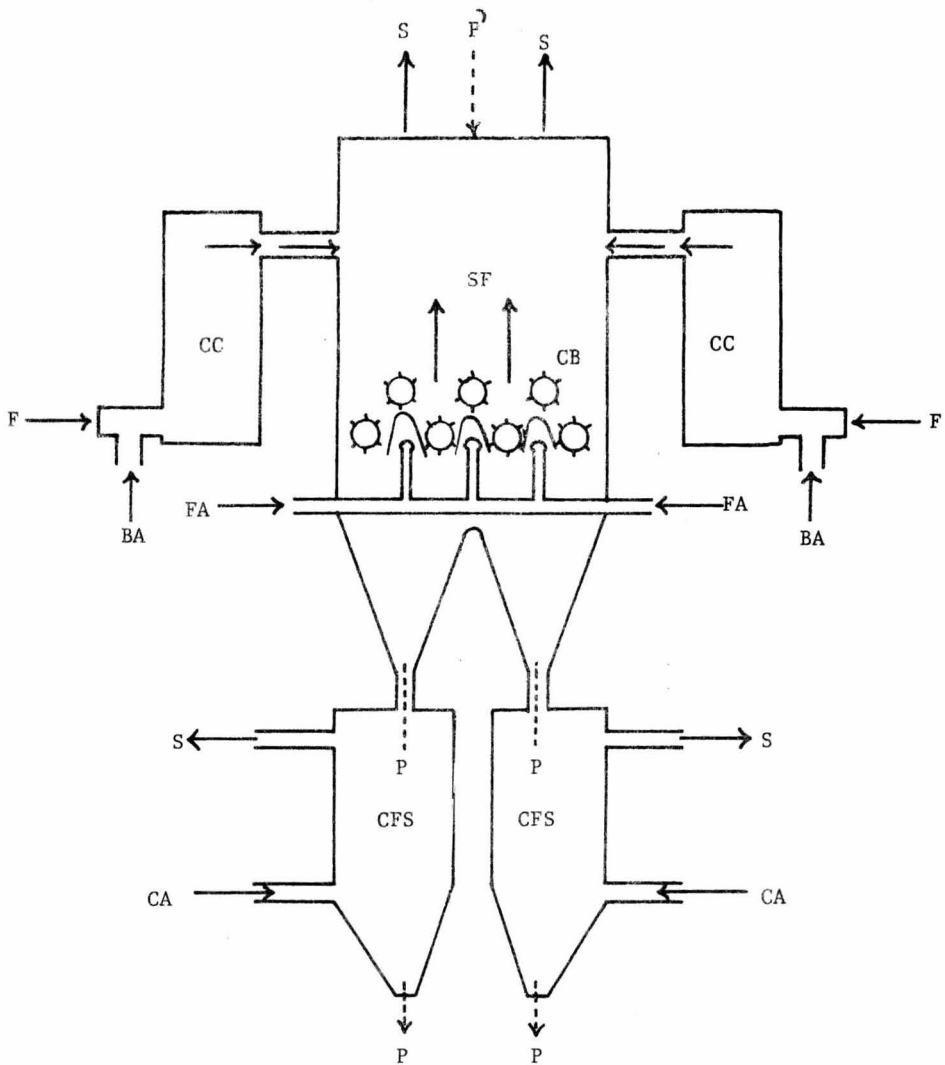 S P S
SF
CC CB CC
F F
FA FA
BA BA
S S
P P
CFS CFS
CA CA
P P